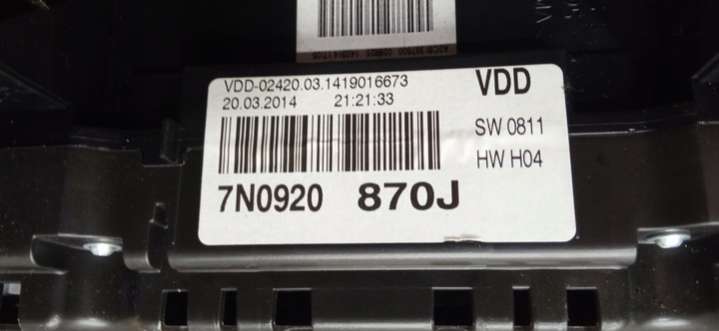 VDD-02420.03.1419016673
VDD
20.03.2014 21:21:33
SW 0811
HW H04
7N0920 870J